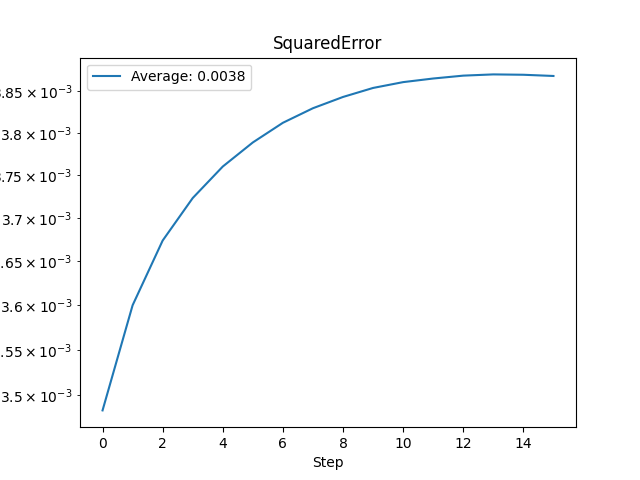 SquaredError
Average: 0.0038
.85 × 10⁻³
3.8 × 10⁻³
.75 × 10⁻³
3.7 × 10⁻³
.65 × 10⁻³
3.6 × 10⁻³
.55 × 10⁻³
3.5 × 10⁻³
0 2 4 6 8 10 12 14
Step